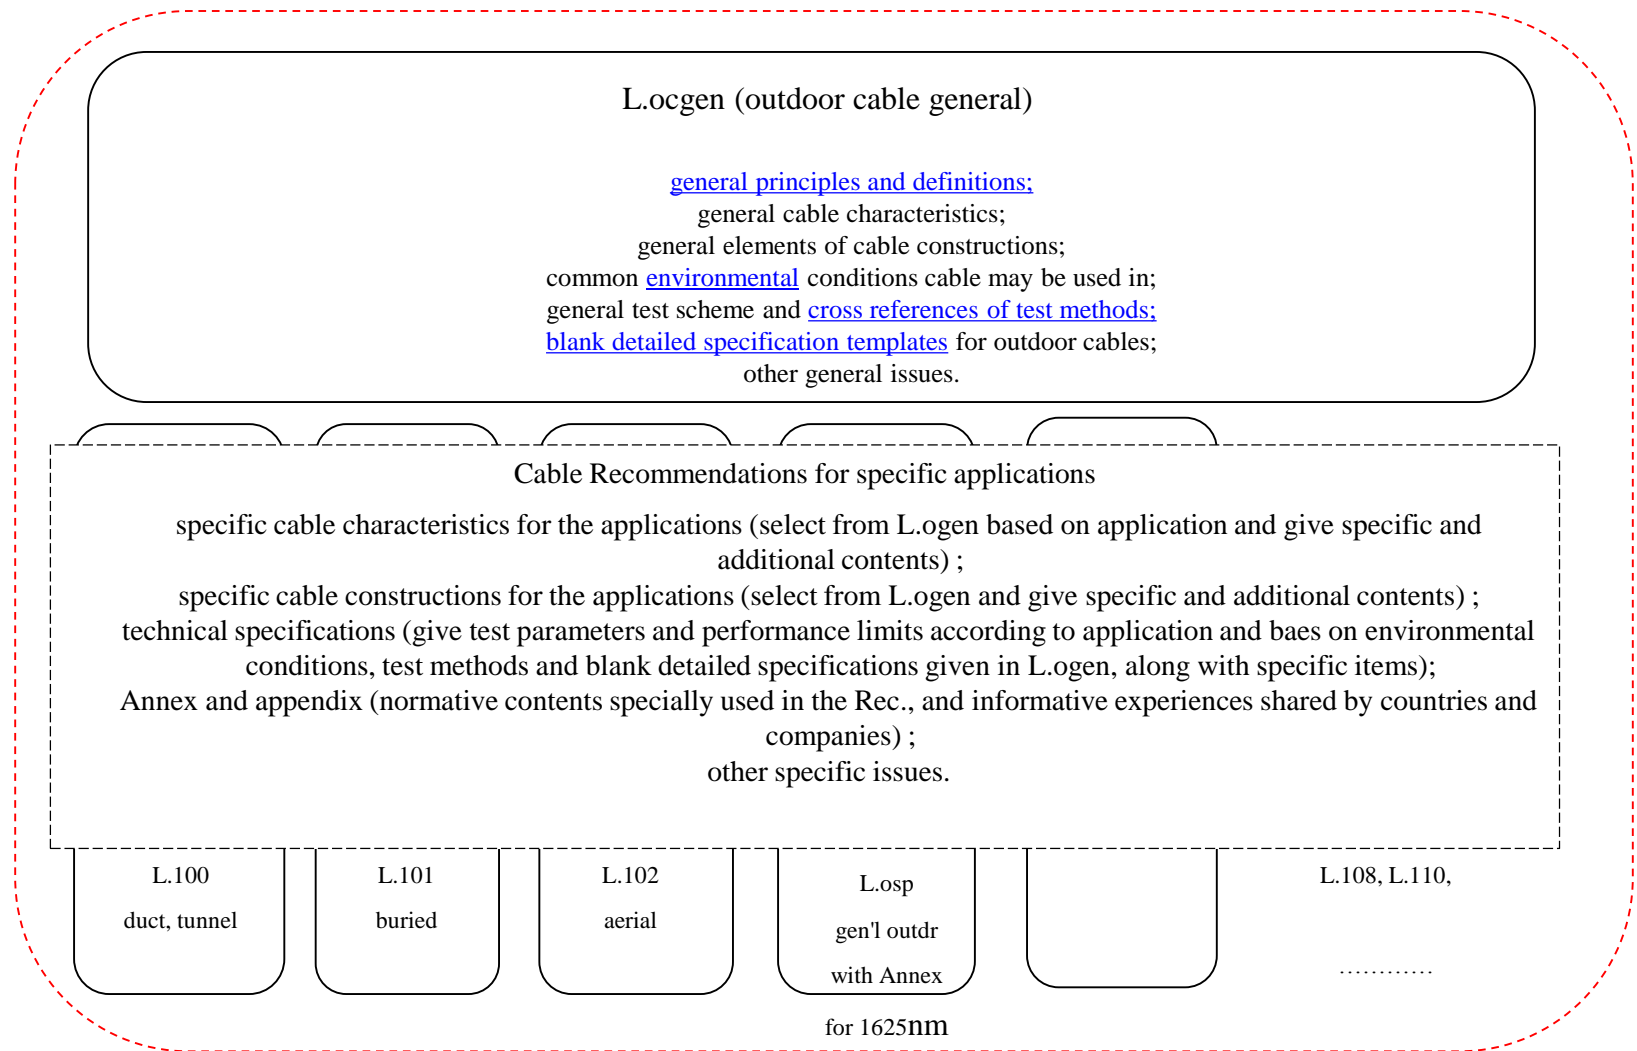 L.ocgen (outdoor cable general)
general principles and definitions;
general cable characteristics;
general elements of cable constructions;
common environmental conditions cable may be used in;
general test scheme and cross references of test methods;
blank detailed specification templates for outdoor cables;
other general issues.
Cable Recommendations for specific applications
specific cable characteristics for the applications (select from L.ogen based on application and give specific and
additional contents) ;
specific cable constructions for the applications (select from L.ogen and give specific and additional contents) ;
technical specifications (give test parameters and performance limits according to application and baes on environmental
conditions, test methods and blank detailed specifications given in L.ogen, along with specific items);
Annex and appendix (normative contents specially used in the Rec., and informative experiences shared by countries and
companies) ;
other specific issues.
L.100
duct, tunnel
L.101
buried
L.102
aerial
L.osp
gen'l outdr
with Annex
for 1625nm
L.108, L.110,
…………